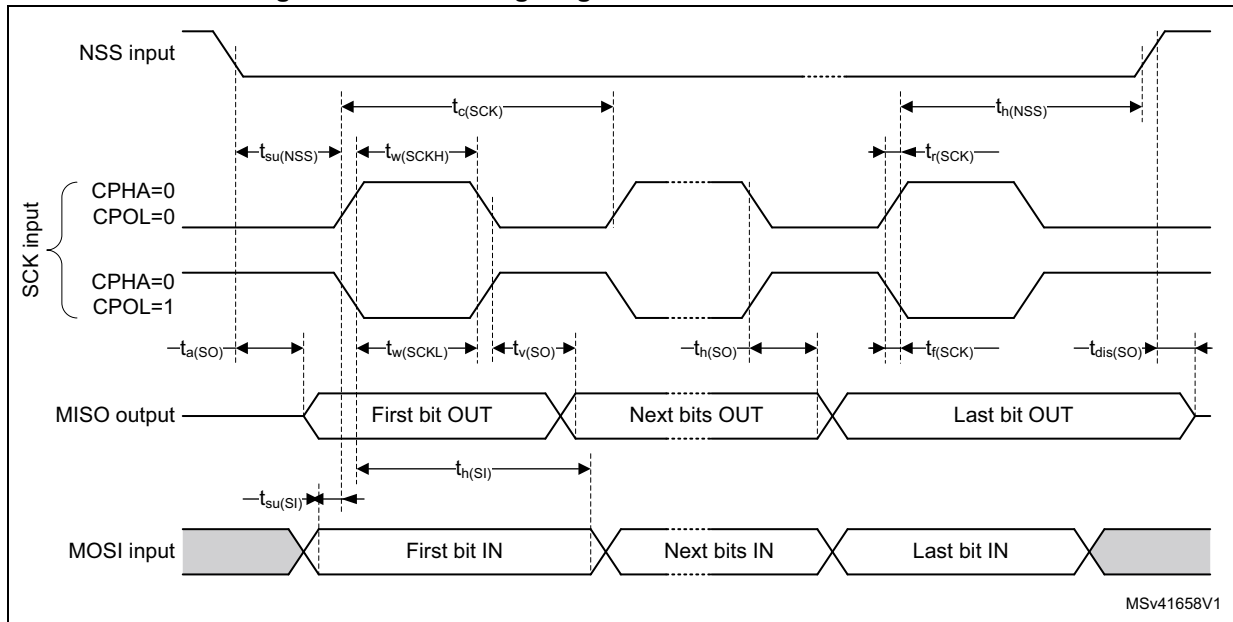 NSS input
tc(SCK)
th(NSS)
tsu(NSS)
tw(SCKH)
tr(SCK)
CPHA=0
CPOL=0
SCK input
CPHA=0
CPOL=1
ta(SO)
tw(SCKL)
tv(SO)
th(SO)
tf(SCK)
tdis(SO)
MISO output
First bit OUT
Next bits OUT
Last bit OUT
th(SI)
tsu(SI)
MOSI input
First bit IN
Next bits IN
Last bit IN
MSv41658V1